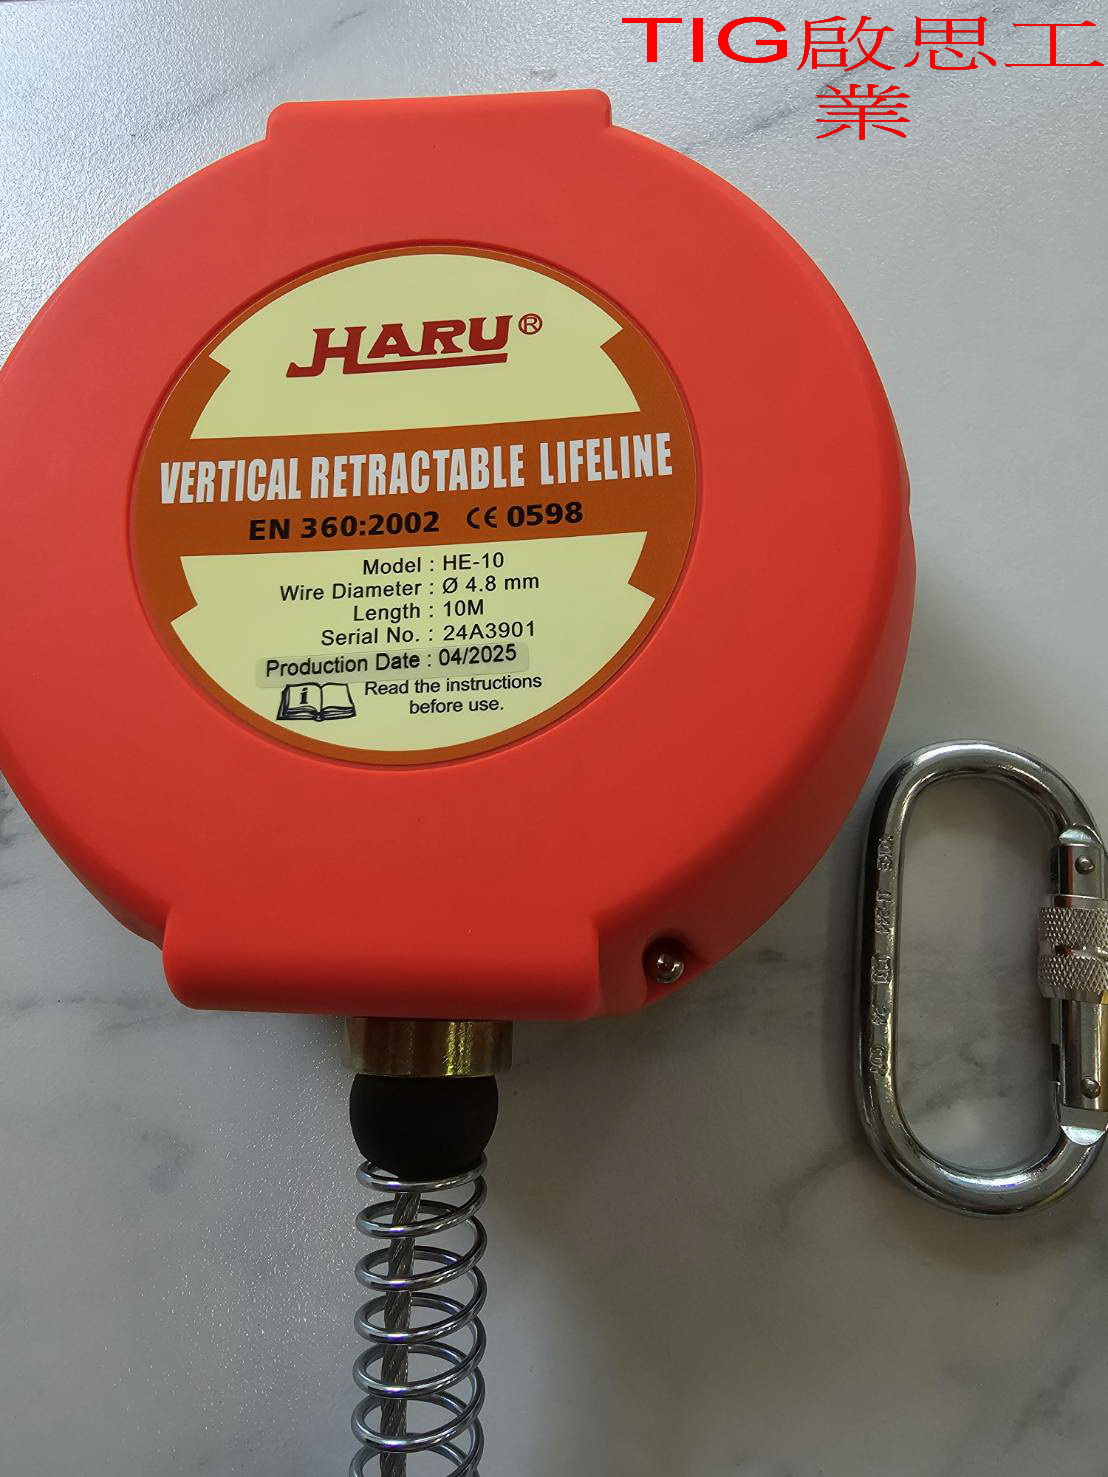 TIG啟思工
業
HARU®
VERTICAL RETRACTABLE LIFELINE
EN 360:2002 CE 0598
Model : HE-10
Wire Diameter : Ø 4.8 mm
Length : 10M
Serial No. : 24A3901
Production Date : 04/2025
i Read the instructions
before use.